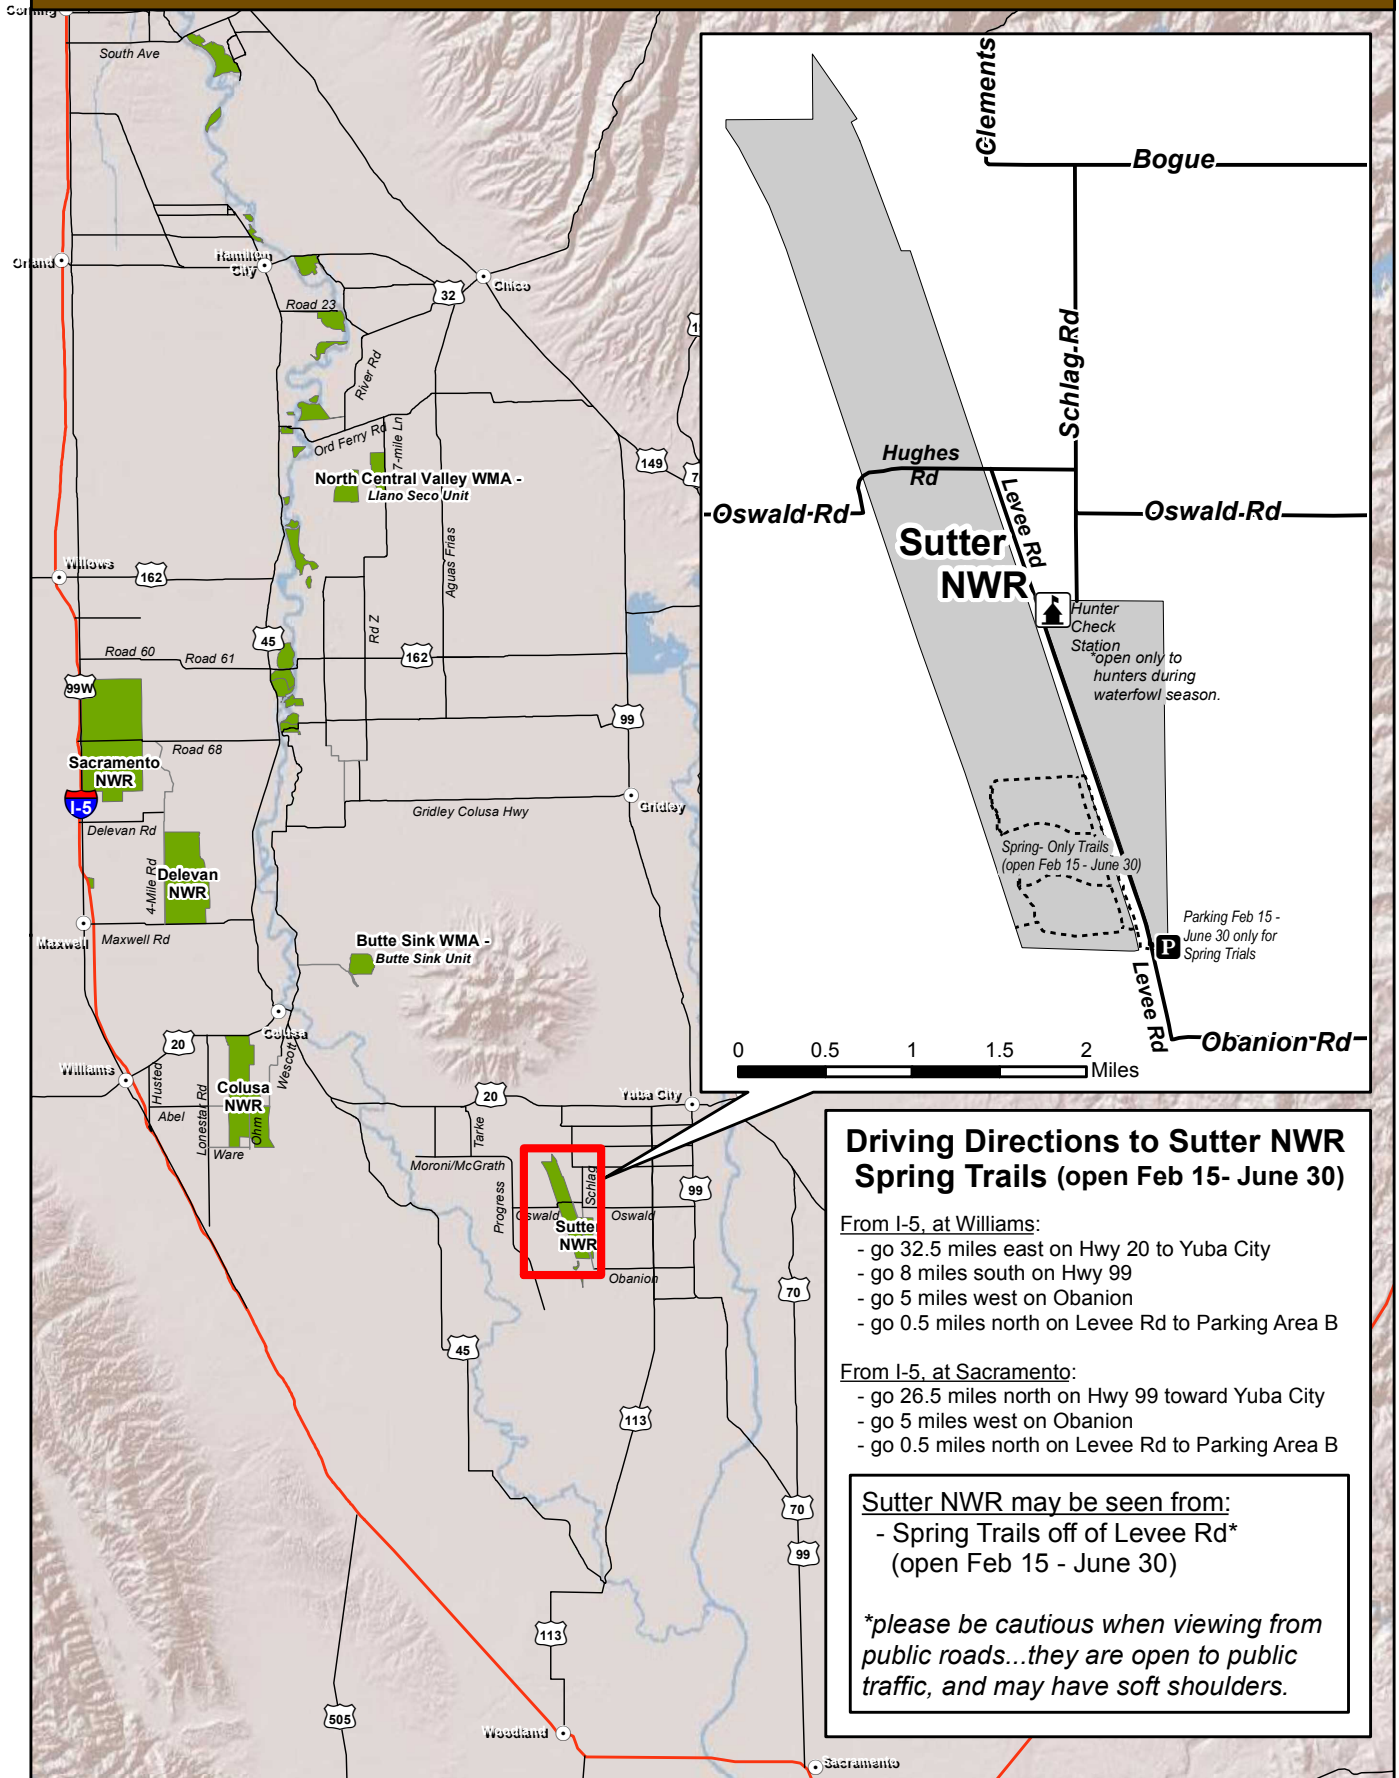 Corning
South Ave
Orland
Hamilton
City
Chico
32
Road 23
River Rd
Ord Ferry Rd
7-mile Ln
149
North Central Valley WMA -
Llano Seco Unit
Aguas Frias
Rd Z
Willows
162
45
Road 60
Road 61
162
99W
99
Road 68
Sacramento
NWR
I-5
Delevan Rd
Gridley Colusa Hwy
Gridley
4-Mile Rd
Delevan
NWR
Maxwell
Maxwell Rd
Butte Sink WMA -
Butte Sink Unit
Colusa
20
Wescott
Williams
Husted
Abel
Lonestar Rd
Colusa
NWR
Ohm
Ware
20
Yuba City
Tarke
Moroni/McGrath
Progress
Schlag
99
Oswald
Oswald
Sutter
NWR
Obanion
70
45
113
70
99
113
505
Woodland
Sacramento
Clements
Bogue
Schlag Rd
Hughes
Rd
Oswald Rd
Levee Rd
Oswald Rd
Sutter
NWR
Hunter
Check
Station
*open only to
hunters during
waterfowl season.
Spring- Only Trails
(open Feb 15 - June 30)
Parking Feb 15 -
June 30 only for
Spring Trials
P
Levee Rd
Obanion Rd
0 0.5 1 1.5 2
Miles
Driving Directions to Sutter NWR
Spring Trails (open Feb 15- June 30)
From I-5, at Williams:
- go 32.5 miles east on Hwy 20 to Yuba City
- go 8 miles south on Hwy 99
- go 5 miles west on Obanion
- go 0.5 miles north on Levee Rd to Parking Area B
From I-5, at Sacramento:
- go 26.5 miles north on Hwy 99 toward Yuba City
- go 5 miles west on Obanion
- go 0.5 miles north on Levee Rd to Parking Area B
Sutter NWR may be seen from:
- Spring Trails off of Levee Rd*
(open Feb 15 - June 30)
*please be cautious when viewing from
public roads...they are open to public
traffic, and may have soft shoulders.